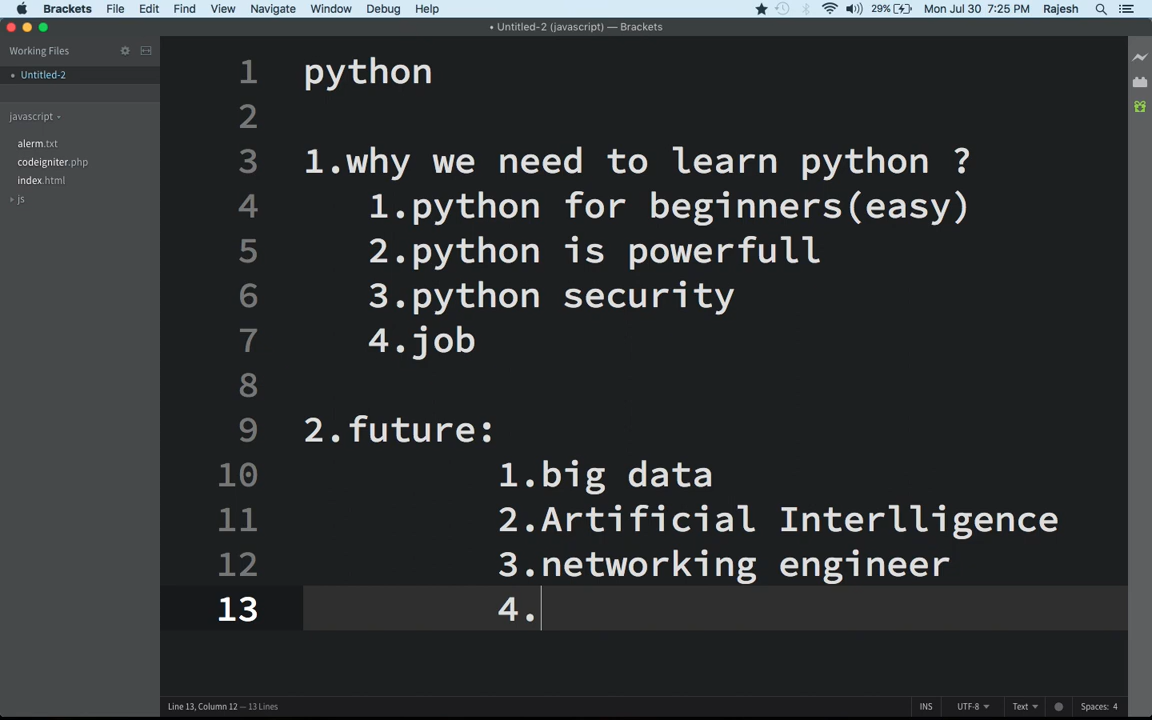 Brackets File Edit Find View Navigate Window Debug Help 29% Mon Jul 30 7:25 PM Rajesh
• Untitled-2 (javascript) — Brackets
Working Files
• Untitled-2
javascript
alerm.txt
codeigniter.php
index.html
js
1 python
2
3 1.why we need to learn python ?
4 1.python for beginners(easy)
5 2.python is powerfull
6 3.python security
7 4.job
8
9 2.future:
10 1.big data
11 2.Artificial Interlligence
12 3.networking engineer
13 4.
Line 13, Column 12 — 13 Lines INS UTF-8 Text Spaces: 4